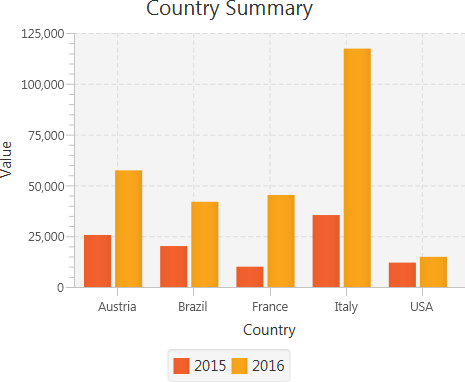 Country Summary
125,000
100,000
75,000
50,000
25,000
0
Value
Austria Brazil France Italy USA
Country
2015 2016